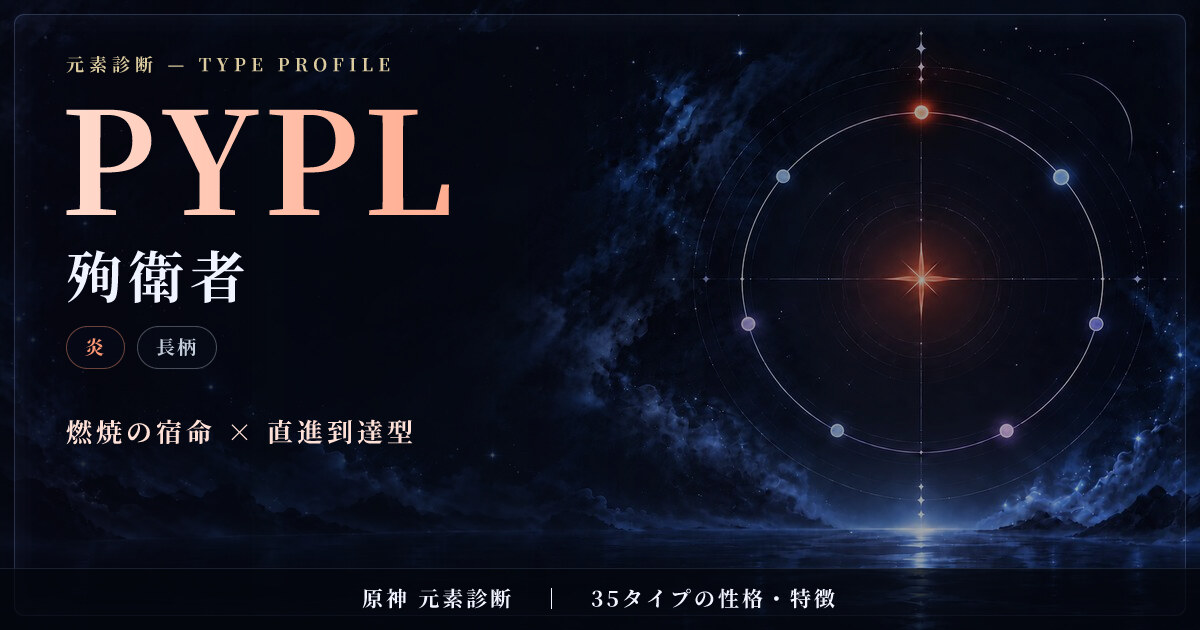 元素診断 — TYPE PROFILE
PYPL
殉衛者
炎 長柄
燃焼の宿命 × 直進到達型
原神 元素診断 | 35タイプの性格・特徴